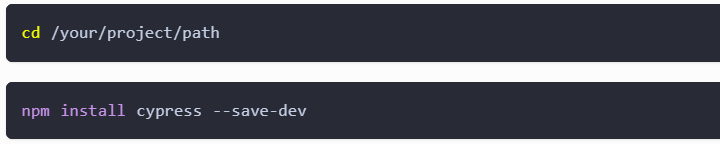 cd /your/project/path
npm install cypress --save-dev